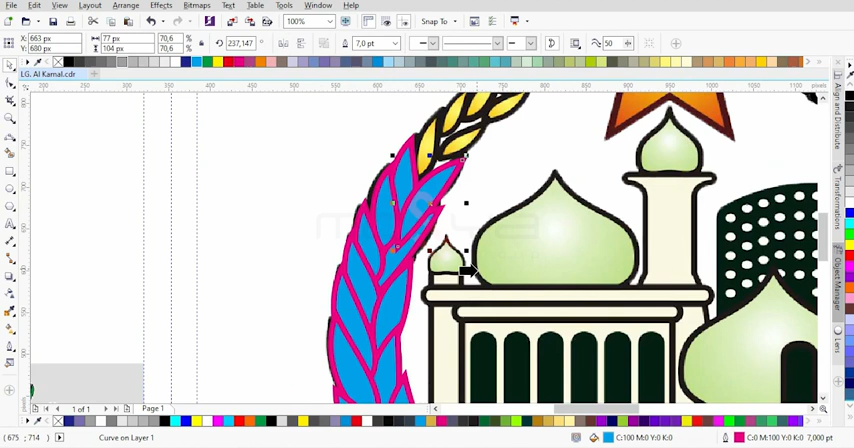 File Edit View Layout Arrange Effects Bitmaps Text Table Tools Window Help
100% Snap To
X: 663 px 77 px 70,6 % 237,147 ° 7,0 pt 50
Y: 680 px 104 px 70,6 %
LG. Al Kamal.cdr
200 250 300 350 400 450 500 550 600 650 700 750 800 850 900 950 1000 1050 1100 pixels
Align and Distribute
Transformations
Object Manager
Lens
1 of 1 Page 1
( 675 ; 714 ) Curve on Layer 1 C:100 M:0 Y:0 K:0 C:0 M:100 Y:0 K:0 7,000 pt